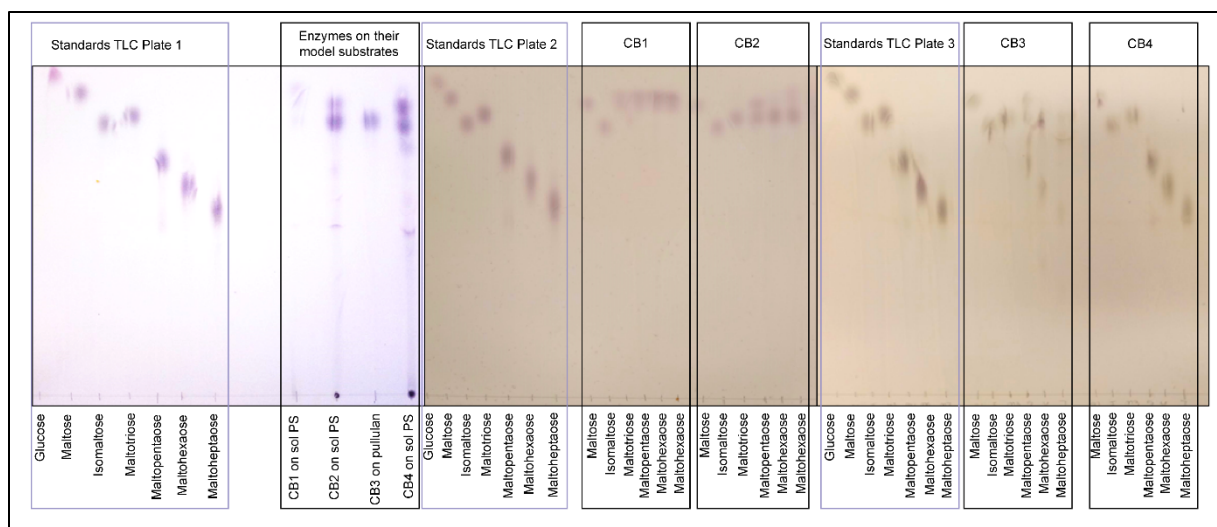 Standards TLC Plate 1
Enzymes on their
model substrates
Standards TLC Plate 2
CB1
CB2
Standards TLC Plate 3
CB3
CB4
Glucose
Maltose
Isomaltose
Maltotriose
Maltopentaose
Maltohexaose
Maltoheptaose
CB1 on sol PS
CB2 on sol PS
CB3 on pullulan
CB4 on sol PS
Glucose
Maltose
Isomaltose
Maltotriose
Maltopentaose
Maltohexaose
Maltoheptaose
Maltose
Isomaltose
Maltotriose
Maltopentaose
Maltohexaose
Maltohexaose
Maltose
Isomaltose
Maltotriose
Maltopentaose
Maltohexaose
Maltohexaose
Glucose
Maltose
Isomaltose
Maltotriose
Maltopentaose
Maltohexaose
Maltoheptaose
Maltose
Isomaltose
Maltotriose
Maltopentaose
Maltohexaose
Maltoheptaose
Maltose
Isomaltose
Maltotriose
Maltopentaose
Maltohexaose
Maltoheptaose